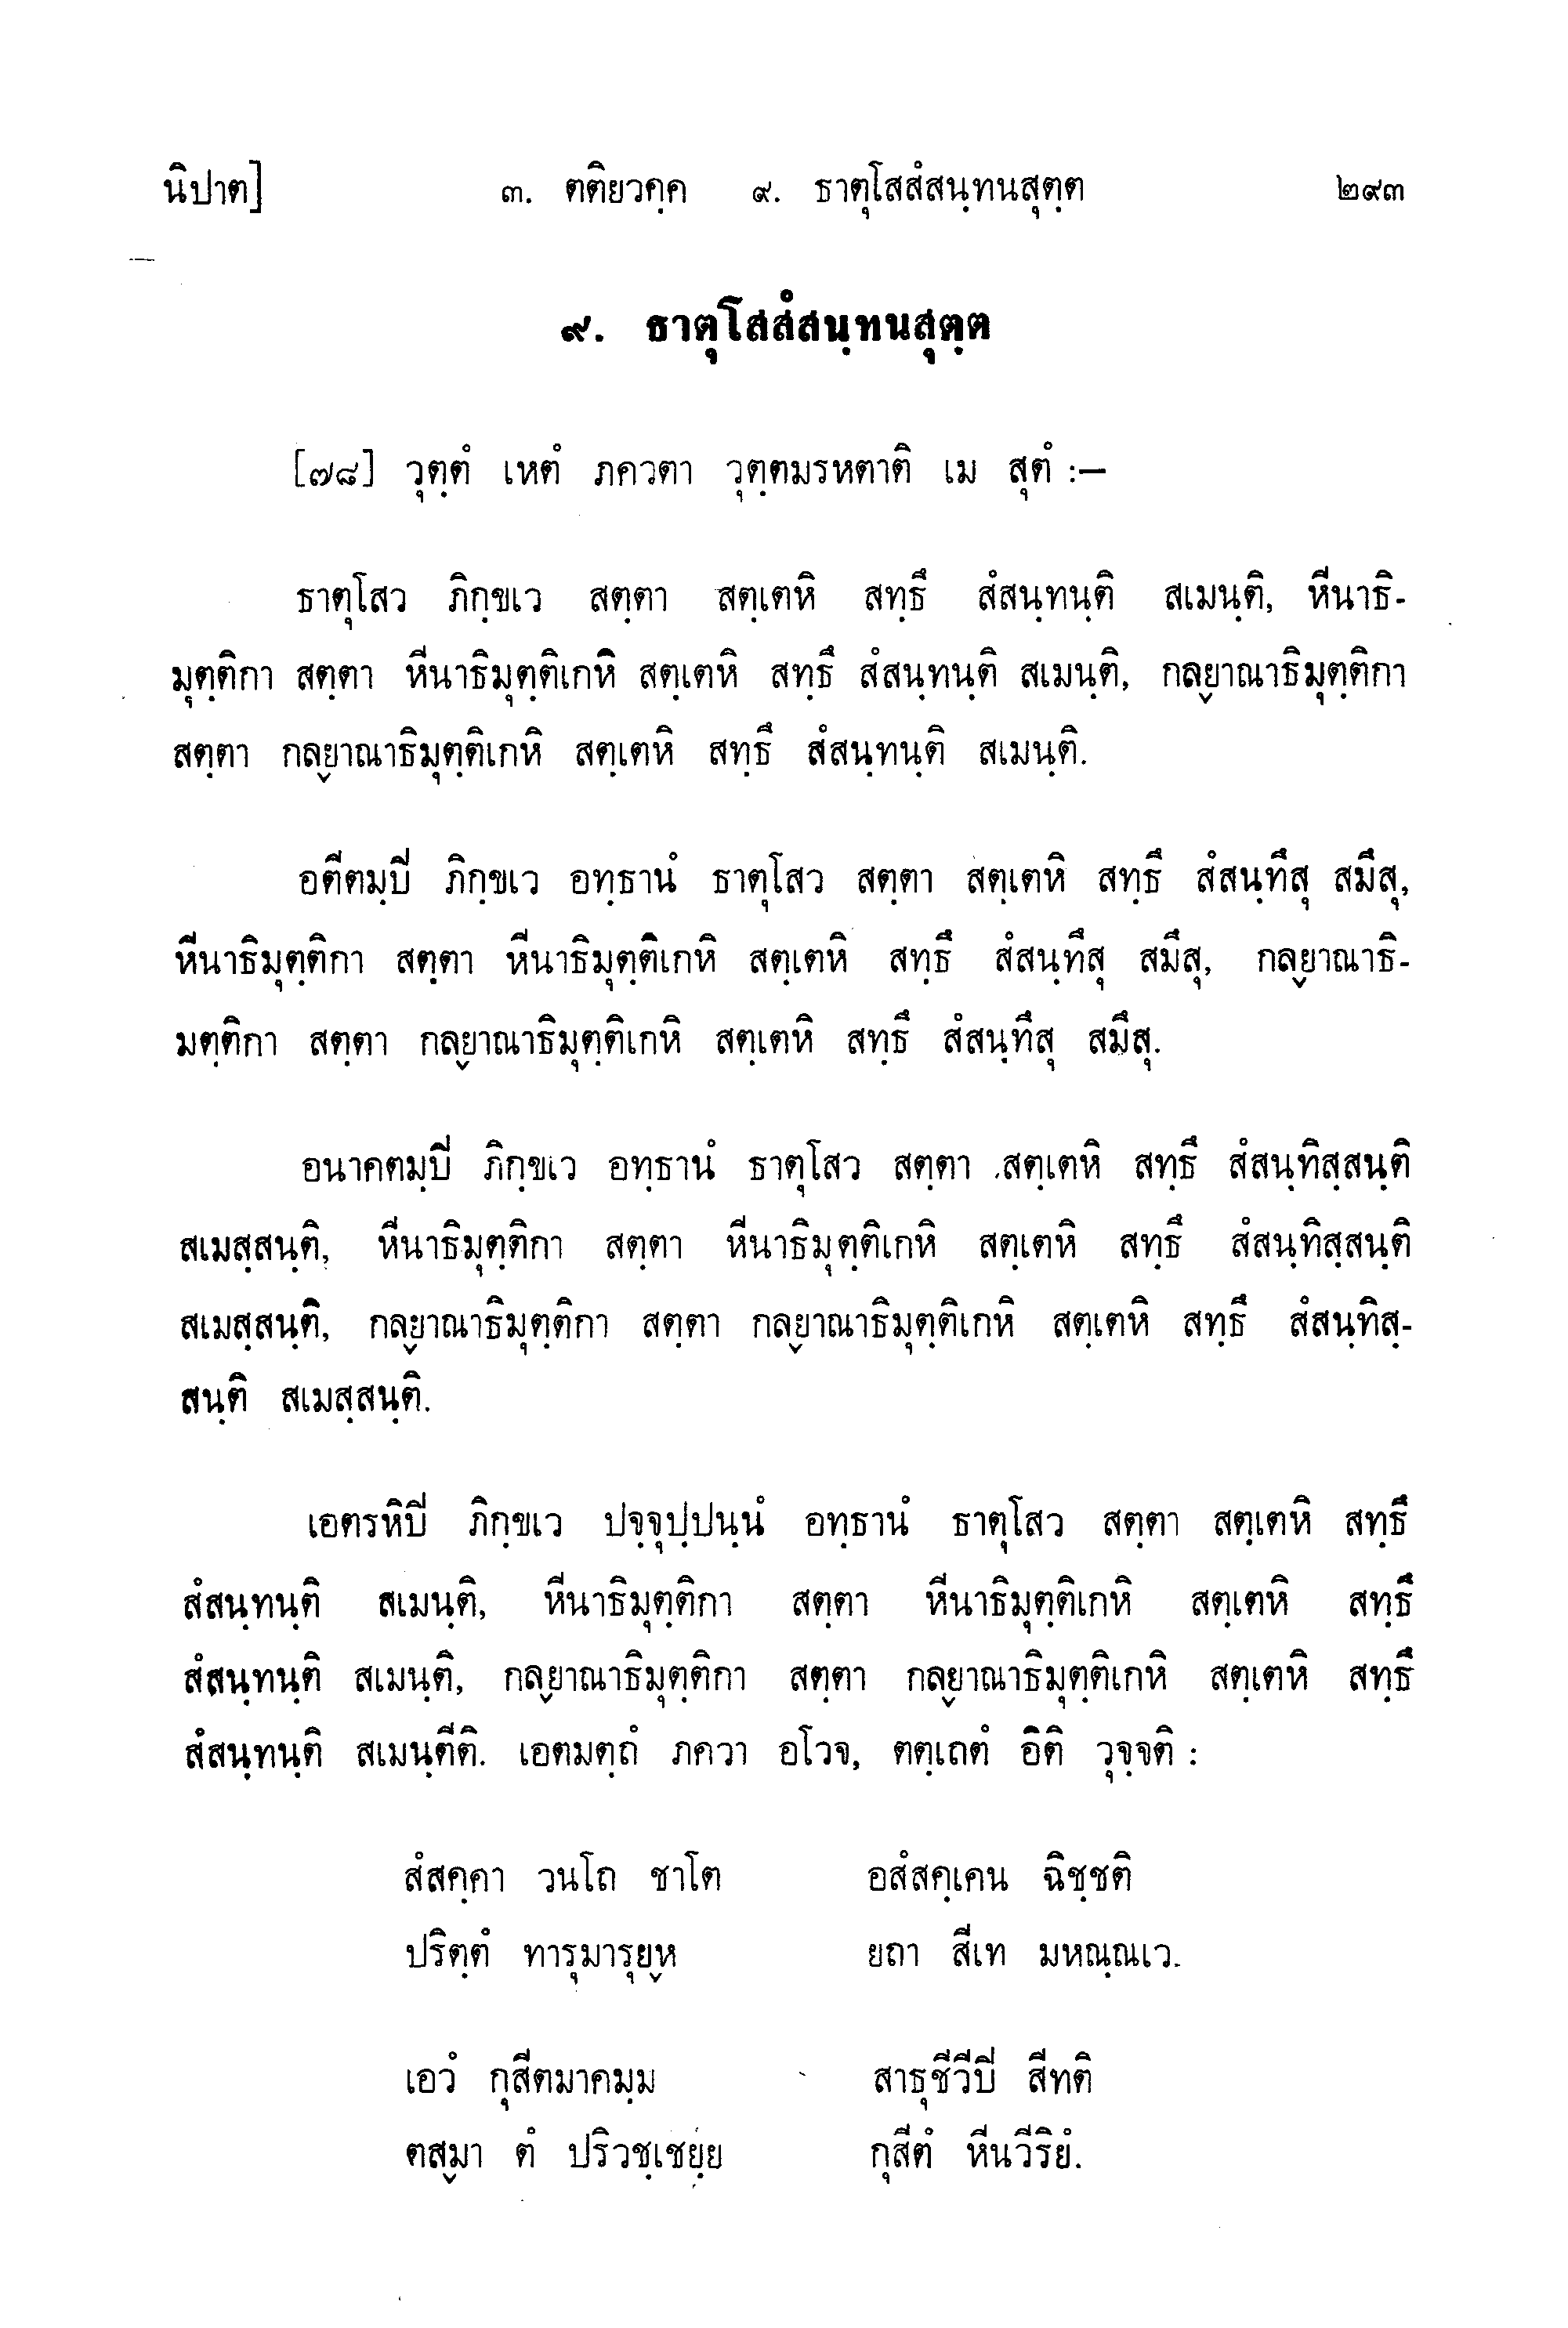 นิปาต] ๓. ตติยวคฺค ๙. ธาตุโสสํสนฺทนสุตฺต ๒๙๓
๙. ธาตุโสสํสนฺทนสุตฺต
[๗๘] วุตฺตํ เหตํ ภควตา วุตฺตมรหตาติ เม สุตํ :—
ธาตุโสว ภิกฺขเว สตฺตา สตฺเตหิ สทฺธึ สํสนฺทนฺติ สเมนฺติ, หีนาธิ-
มุตฺติกา สตฺตา หีนาธิมุตฺติเกหิ สตฺเตหิ สทฺธึ สํสนฺทนฺติ สเมนฺติ, กลฺยาณาธิมุตฺติกา
สตฺตา กลฺยาณาธิมุตฺติเกหิ สตฺเตหิ สทฺธึ สํสนฺทนฺติ สเมนฺติ.
อตีตมฺปี ภิกฺขเว อทฺธานํ ธาตุโสว สตฺตา สตฺเตหิ สทฺธึ สํสนฺทึสุ สมึสุ,
หีนาธิมุตฺติกา สตฺตา หีนาธิมุตฺติเกหิ สตฺเตหิ สทฺธึ สํสนฺทึสุ สมึสุ, กลฺยาณาธิ-
มตฺติกา สตฺตา กลฺยาณาธิมุตฺติเกหิ สตฺเตหิ สทฺธึ สํสนฺทึสุ สมึสุ.
อนาคตมฺปี ภิกฺขเว อทฺธานํ ธาตุโสว สตฺตา สตฺเตหิ สทฺธึ สํสนฺทิสฺสนฺติ
สเมสฺสนฺติ, หีนาธิมุตฺติกา สตฺตา หีนาธิมุตฺติเกหิ สตฺเตหิ สทฺธึ สํสนฺทิสฺสนฺติ
สเมสฺสนฺติ, กลฺยาณาธิมุตฺติกา สตฺตา กลฺยาณาธิมุตฺติเกหิ สตฺเตหิ สทฺธึ สํสนฺทิสฺ-
สนฺติ สเมสฺสนฺติ.
เอตรหิปี ภิกฺขเว ปจฺจุปฺปนฺนํ อทฺธานํ ธาตุโสว สตฺตา สตฺเตหิ สทฺธึ
สํสนฺทนฺติ สเมนฺติ, หีนาธิมุตฺติกา สตฺตา หีนาธิมุตฺติเกหิ สตฺเตหิ สทฺธึ
สํสนฺทนฺติ สเมนฺติ, กลฺยาณาธิมุตฺติกา สตฺตา กลฺยาณาธิมุตฺติเกหิ สตฺเตหิ สทฺธึ
สํสนฺทนฺติ สเมนฺตีติ. เอตมตฺถํ ภควา อโวจ, ตตฺเถตํ อิติ วุจฺจติ :
สํสคฺคา วนโถ ชาโต อสํสคฺเคน ฉิชฺชติ
ปริตฺตํ ทารุมารุยฺห ยถา สีเท มหณฺณเว.
เอวํ กุสีตมาคมฺม สาธุชีวีปี สีทติ
ตสฺมา ตํ ปริวชฺเชยฺย กุสีตํ หีนวีริยํ.